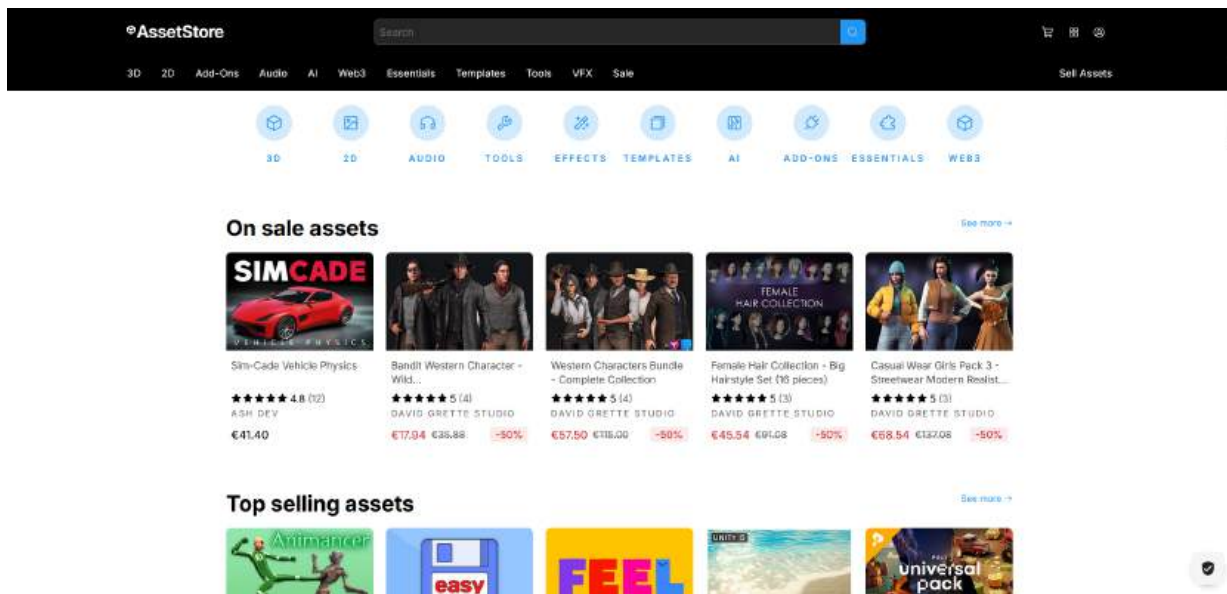 AssetStore
Search
3D 2D Add-Ons Audio AI Web3 Essentials Templates Tools VFX Sale
Sell Assets
3D 2D AUDIO TOOLS EFFECTS TEMPLATES AI ADD-ONS ESSENTIALS WEB3
On sale assets
See more →
SIMCADE
VEHICLE PHYSICS
Sim-Cade Vehicle Physics
4.8 (12)
ASH DEV
€41.40
Bandit Western Character -
Wild...
5 (4)
DAVID GRETTE STUDIO
€17.94 €35.88 -50%
Western Characters Bundle
- Complete Collection
5 (4)
DAVID GRETTE STUDIO
€57.50 €115.00 -50%
FEMALE
HAIR COLLECTION
Female Hair Collection - Big
Hairstyle Set (16 pieces)
5 (3)
DAVID GRETTE STUDIO
€45.54 €91.08 -50%
Casual Wear Girls Pack 3 -
Streetwear Modern Realist...
5 (3)
DAVID GRETTE STUDIO
€68.54 €137.08 -50%
Top selling assets
See more →
Animancer
easy
FEEL
UNITY 5
POLY
universal
pack